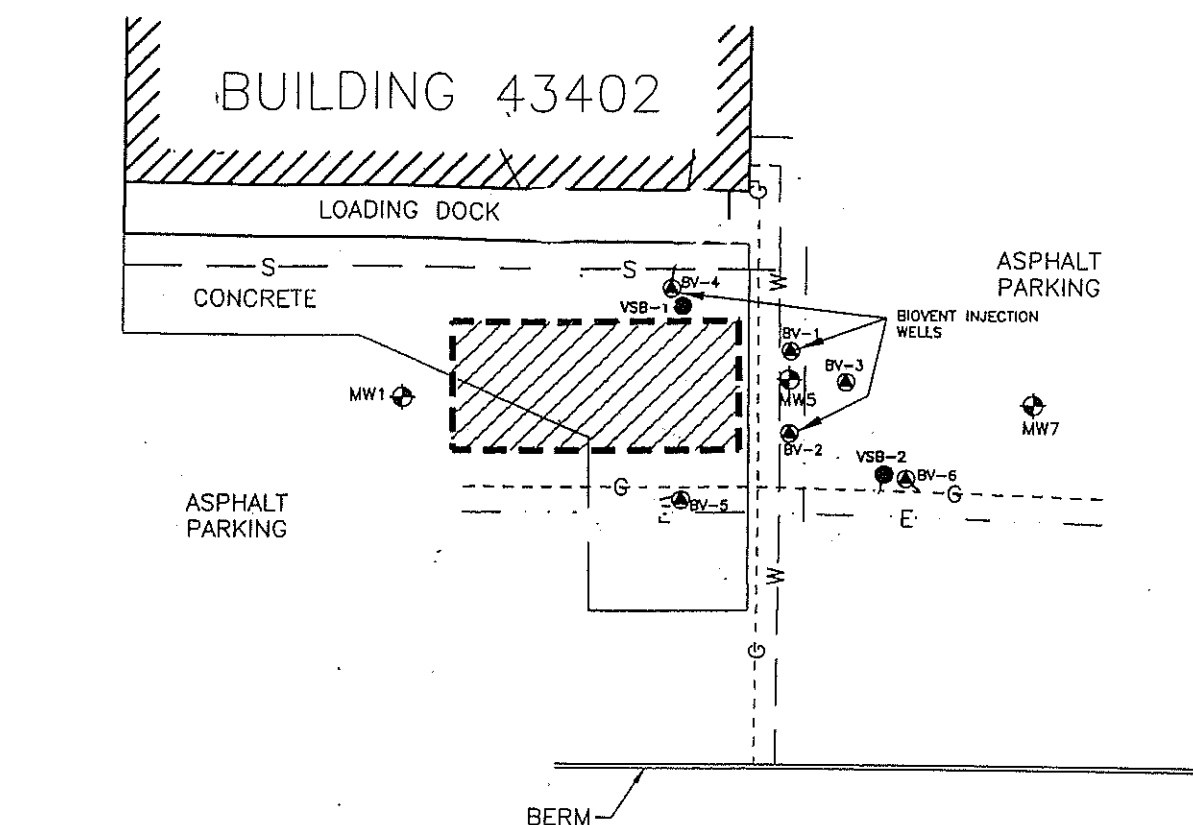 BUILDING 43402
LOADING DOCK
G
S
S
W
ASPHALT
PARKING
CONCRETE
BV-4
VSB-1
BIOVENT INJECTION
WELLS
BV-1
BV-3
MW1
MW5
MW7
BV-2
VSB-2
BV-6
G
G
BV-5
ASPHALT
PARKING
E
W
G
BERM